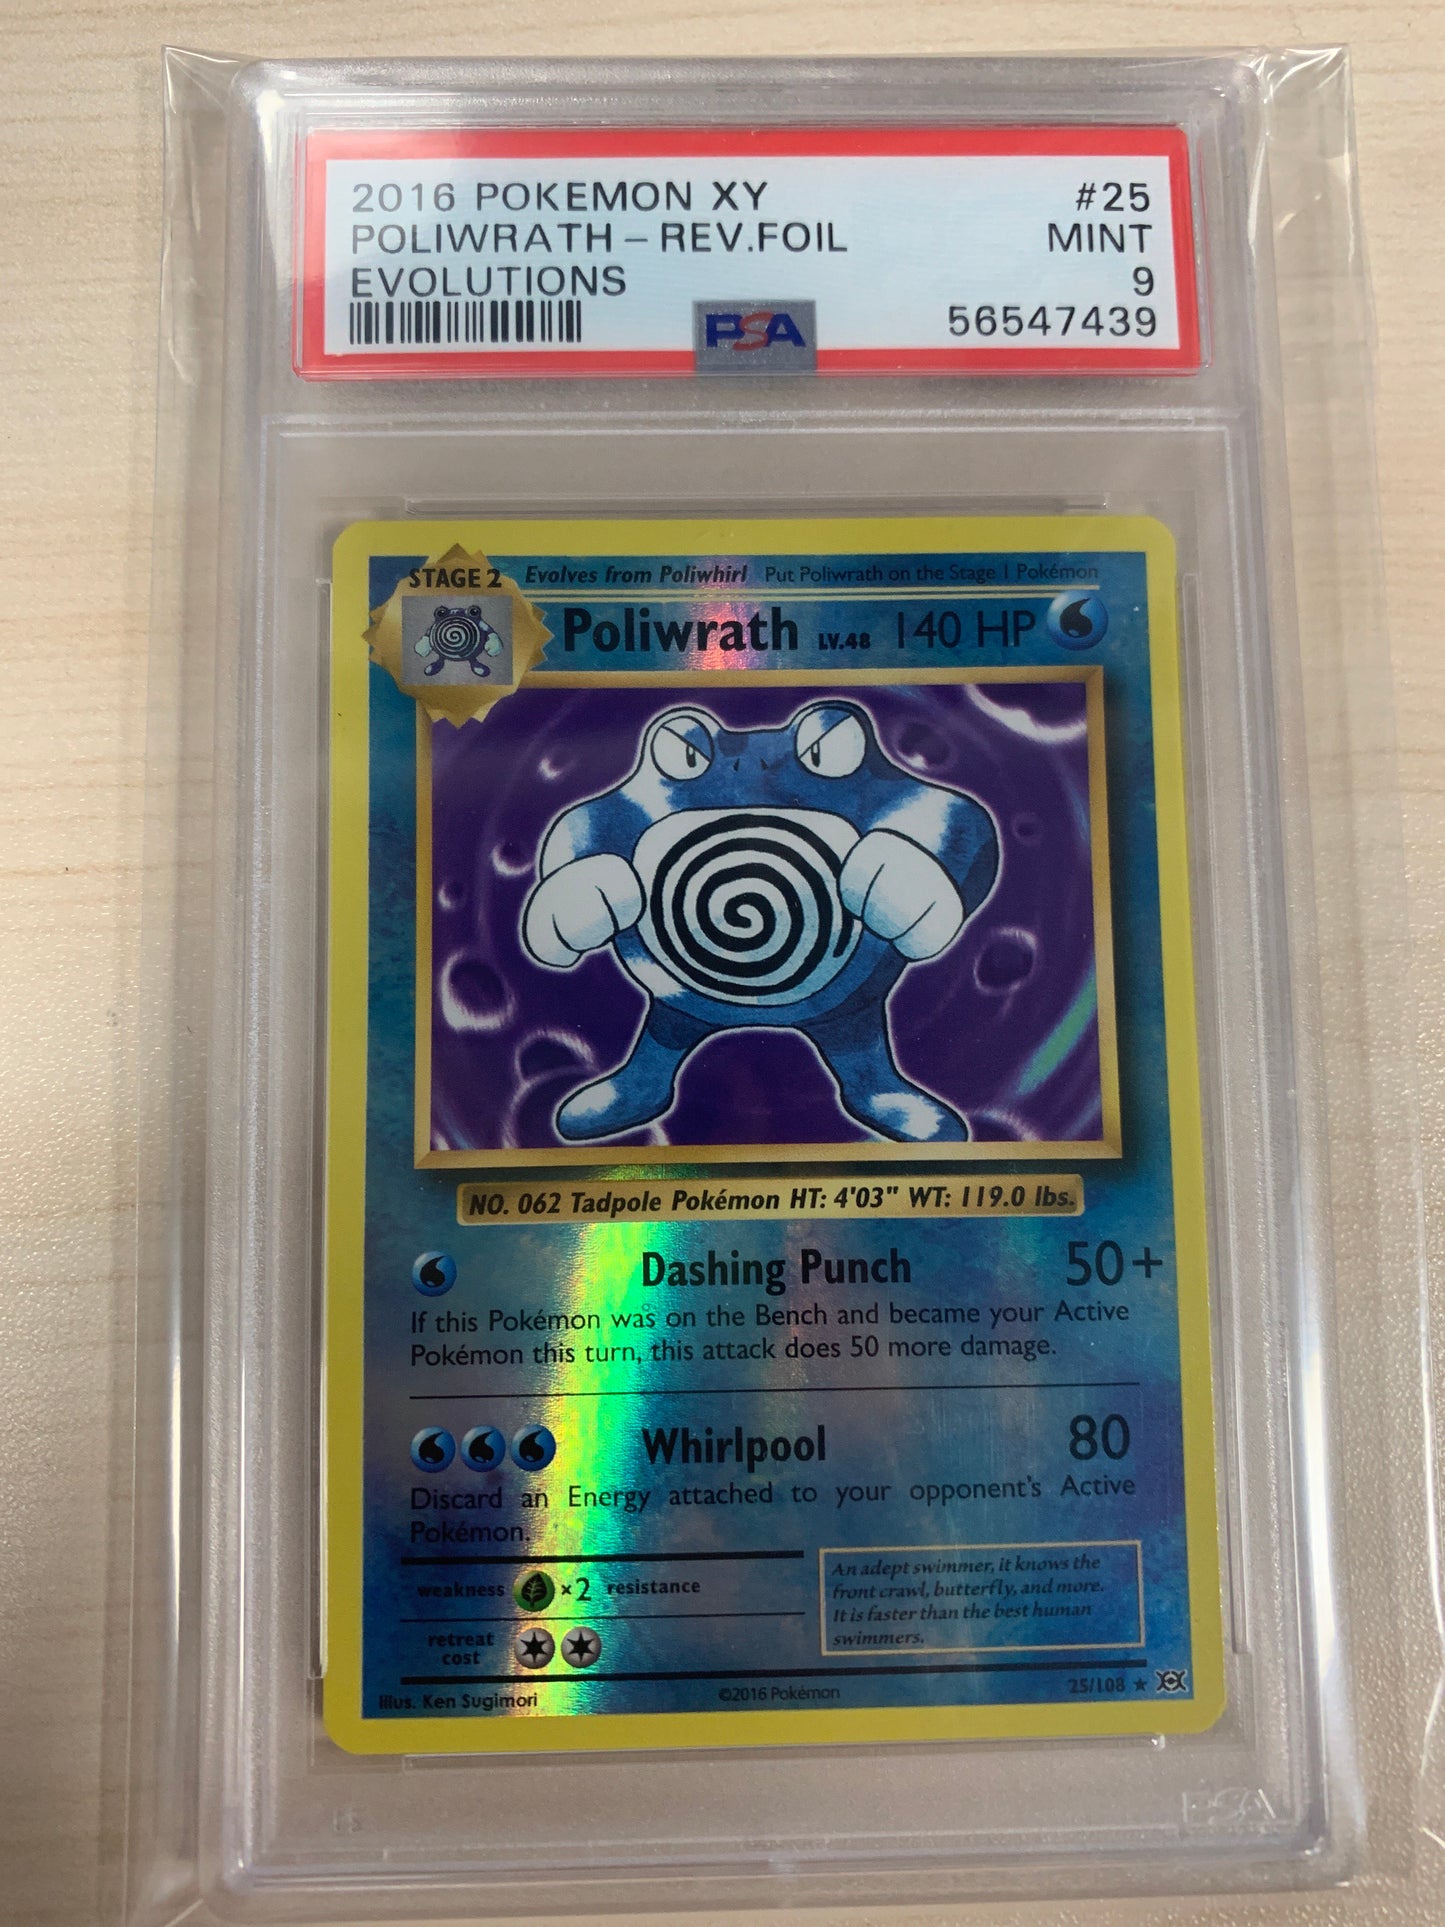 2016 POKEMON XY #25
POLIWRATH - REV.FOIL MINT
EVOLUTIONS 9
PSA 56547439
STAGE 2 Evolves from Poliwhirl Put Poliwrath on the Stage 1 Pokémon
Poliwrath LV.48 140 HP
NO. 062 Tadpole Pokémon HT: 4'03" WT: 119.0 lbs.
Dashing Punch 50+
If this Pokémon was on the Bench and became your Active
Pokémon this turn, this attack does 50 more damage.
Whirlpool 80
Discard an Energy attached to your opponent's Active
Pokémon.
weakness ×2 resistance
retreat
cost
An adept swimmer, it knows the
front crawl, butterfly, and more.
It is faster than the best human
swimmers.
Illus. Ken Sugimori ©2016 Pokémon 25/108 ★
PSA